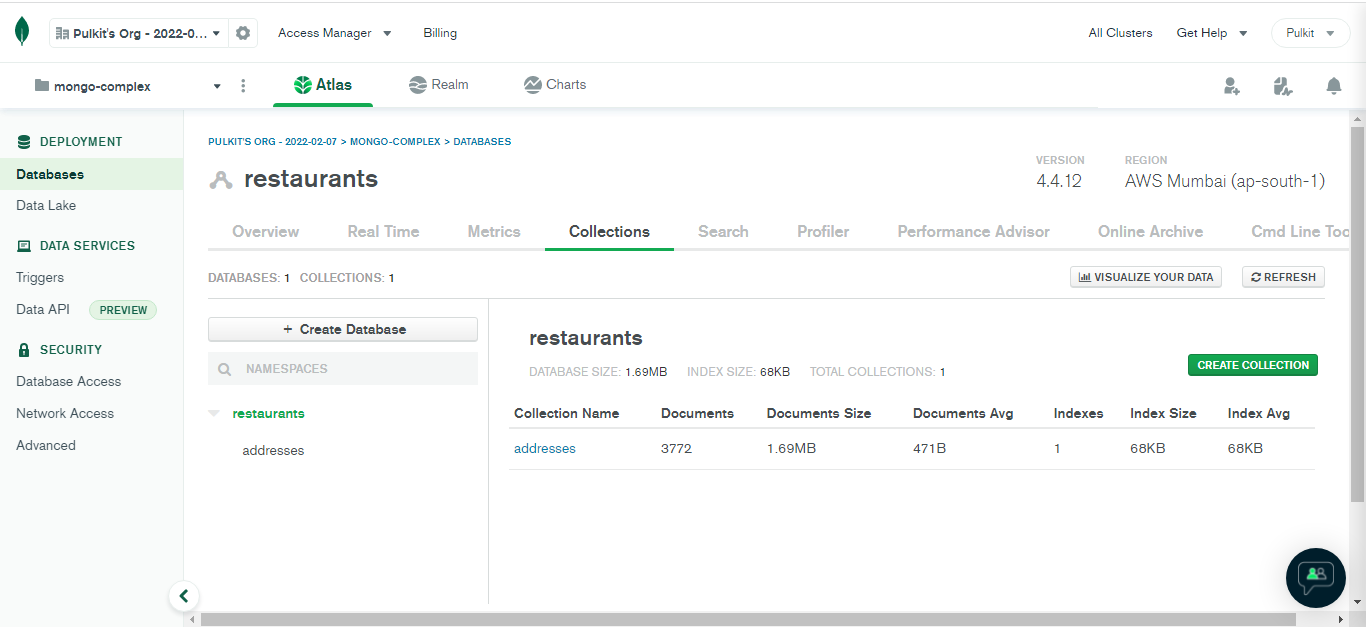 Pulkit's Org - 2022-0...
Access Manager
Billing
All Clusters
Get Help
Pulkit
mongo-complex
Atlas
Realm
Charts
DEPLOYMENT
Databases
Data Lake
DATA SERVICES
Triggers
Data API PREVIEW
SECURITY
Database Access
Network Access
Advanced
PULKIT'S ORG - 2022-02-07 > MONGO-COMPLEX > DATABASES
restaurants
VERSION
4.4.12
REGION
AWS Mumbai (ap-south-1)
Overview Real Time Metrics Collections Search Profiler Performance Advisor Online Archive Cmd Line Too
DATABASES: 1 COLLECTIONS: 1
VISUALIZE YOUR DATA
REFRESH
+ Create Database
NAMESPACES
restaurants
addresses
restaurants
DATABASE SIZE: 1.69MB INDEX SIZE: 68KB TOTAL COLLECTIONS: 1
CREATE COLLECTION
Collection Name Documents Documents Size Documents Avg Indexes Index Size Index Avg
addresses 3772 1.69MB 471B 1 68KB 68KB